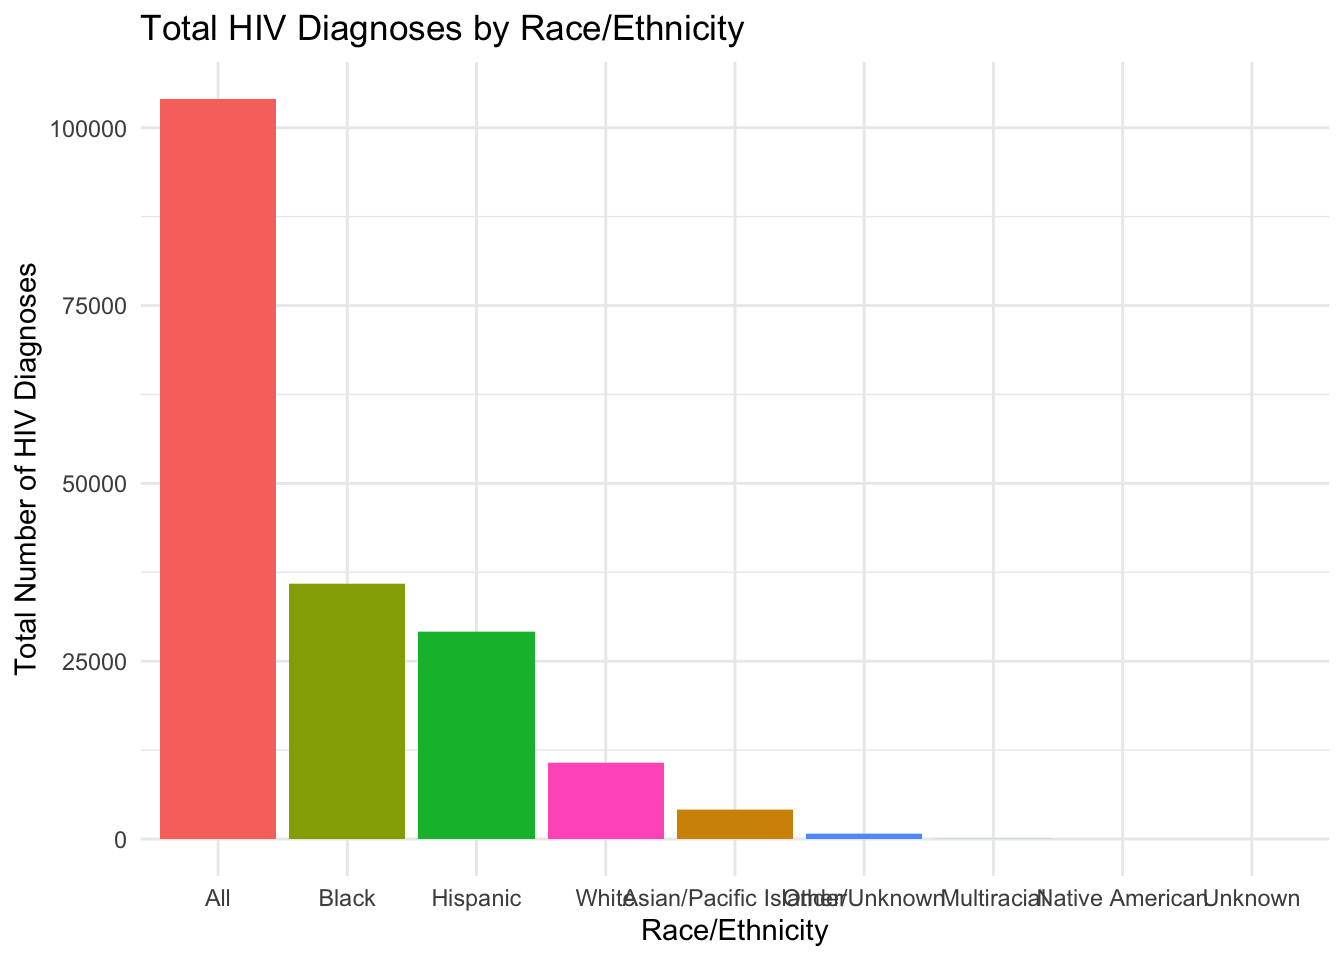 Total HIV Diagnoses by Race/Ethnicity
Total Number of HIV Diagnoses
100000
75000
50000
25000
0
All Black Hispanic White Asian/Pacific Islander Other/Unknown Multiracial Native American Unknown
Race/Ethnicity